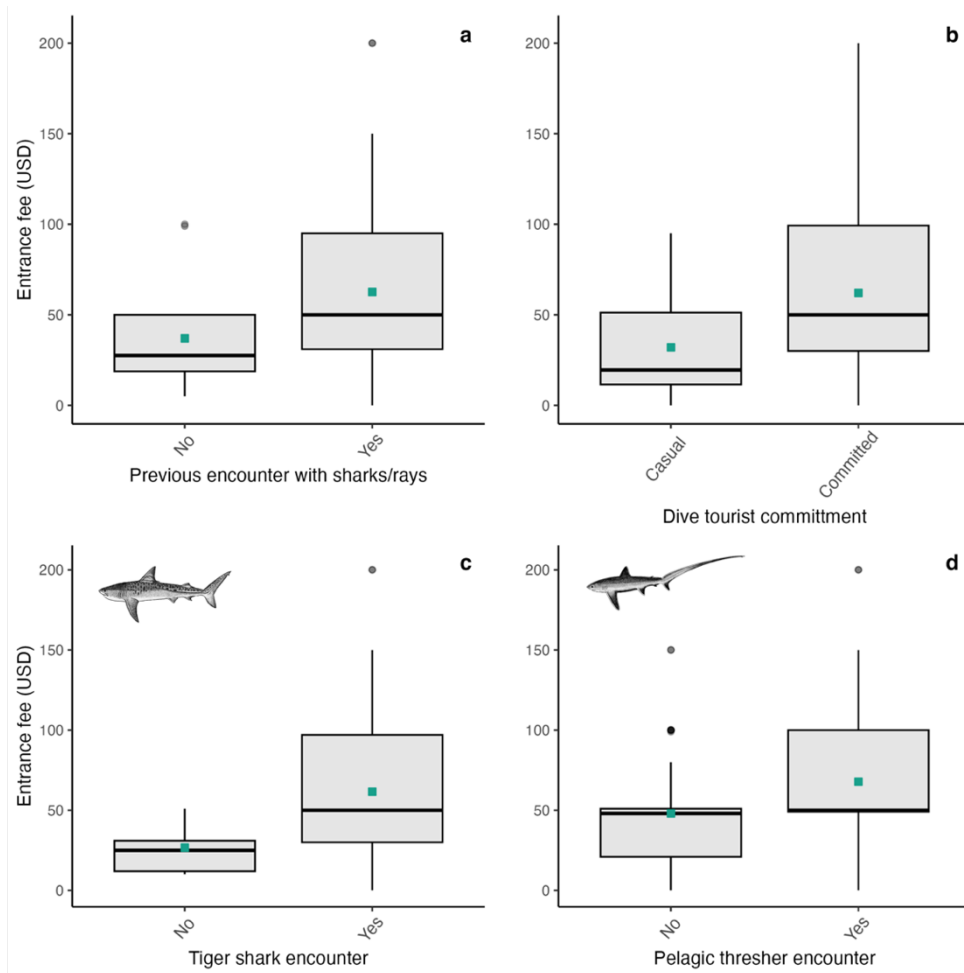 a
200
150
100
50
0
Entrance fee (USD)
No
Yes
Previous encounter with sharks/rays
b
200
150
100
50
0
Casual
Committed
Dive tourist committment
c
200
150
100
50
0
Entrance fee (USD)
No
Yes
Tiger shark encounter
d
200
150
100
50
0
No
Yes
Pelagic thresher encounter